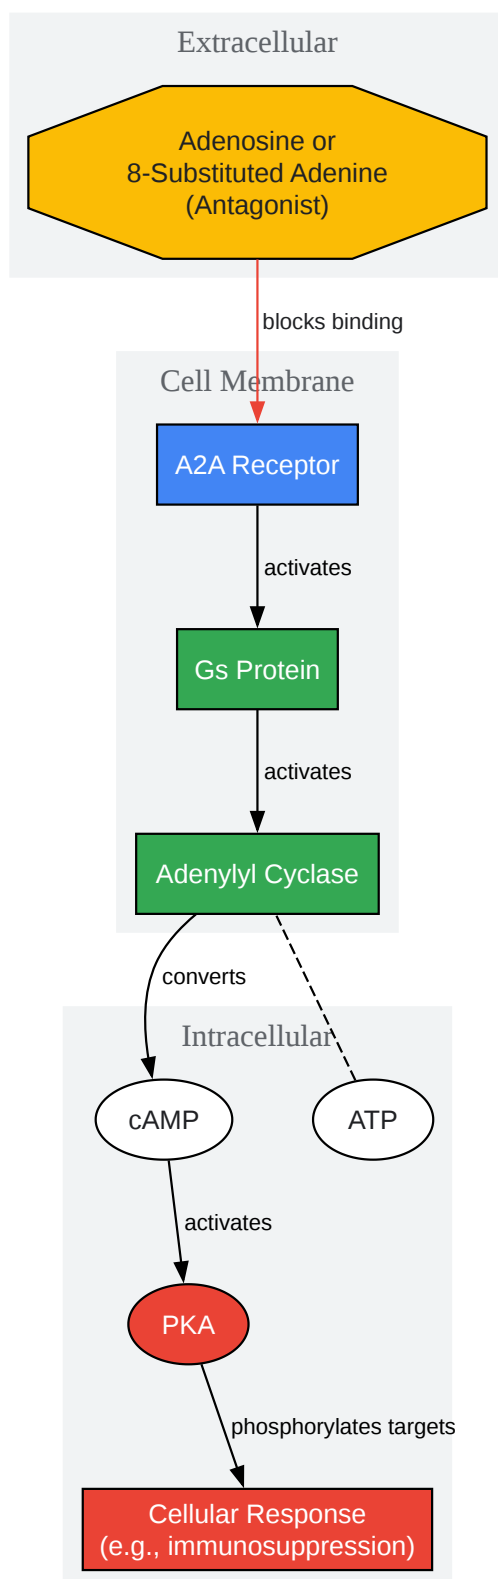 Extracellular
Adenosine or
8-Substituted Adenine
(Antagonist)
blocks binding
Cell Membrane
A2A Receptor
activates
Gs Protein
activates
Adenylyl Cyclase
converts
Intracellular
cAMP
ATP
activates
PKA
phosphorylates targets
Cellular Response
(e.g., immunosuppression)